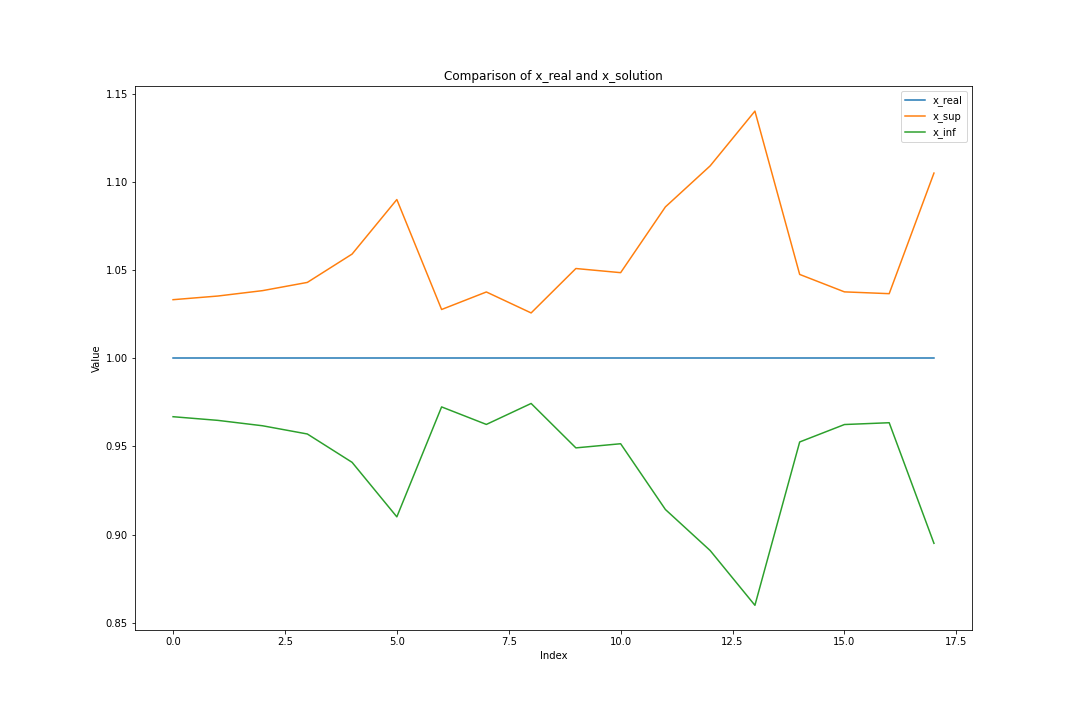 Comparison of x_real and x_solution
x_real
x_sup
x_inf
1.15
1.10
1.05
1.00
0.95
0.90
0.85
Value
0.0 2.5 5.0 7.5 10.0 12.5 15.0 17.5
Index